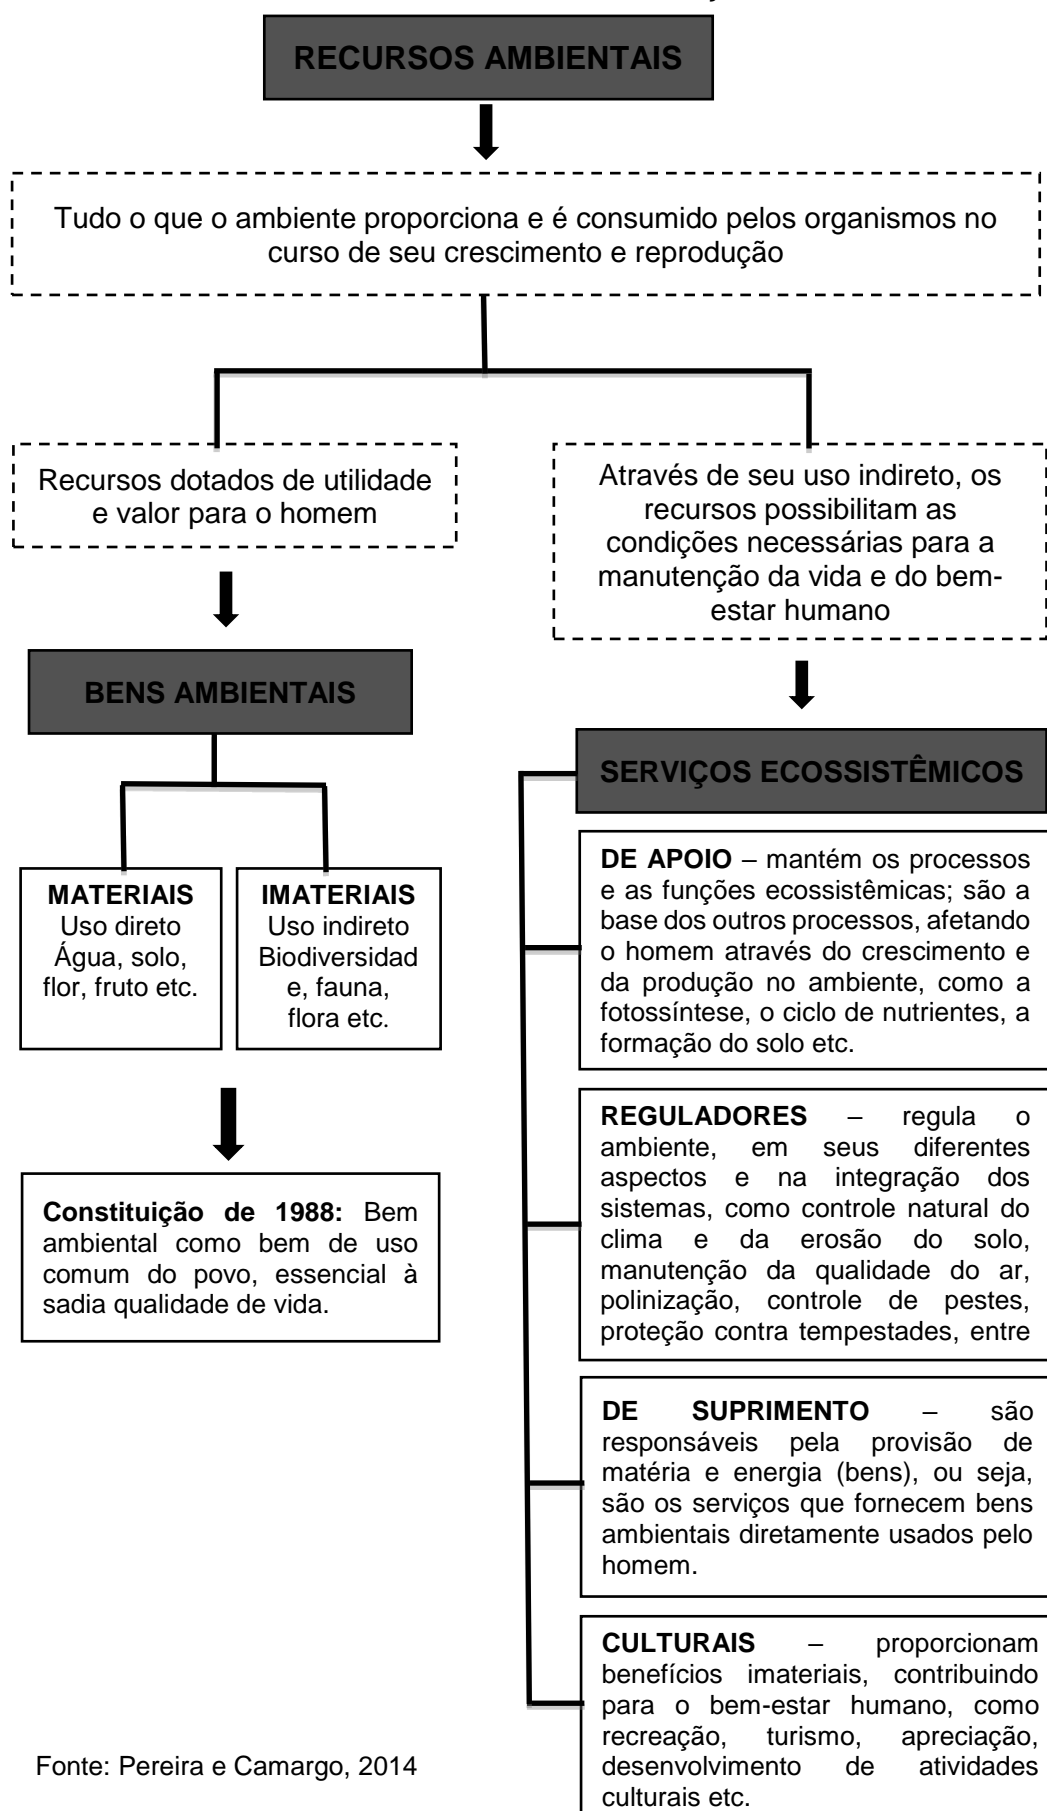 RECURSOS AMBIENTAIS
Tudo o que o ambiente proporciona e é consumido pelos organismos no
curso de seu crescimento e reprodução
Recursos dotados de utilidade
e valor para o homem
Através de seu uso indireto, os
recursos possibilitam as
condições necessárias para a
manutenção da vida e do bem-
estar humano
BENS AMBIENTAIS
MATERIAIS
Uso direto
Água, solo,
flor, fruto etc.
IMATERIAIS
Uso indireto
Biodiversidad
e, fauna,
flora etc.
Constituição de 1988: Bem
ambiental como bem de uso
comum do povo, essencial à
sadia qualidade de vida.
SERVIÇOS ECOSSISTÊMICOS
DE APOIO – mantém os processos
e as funções ecossistêmicas; são a
base dos outros processos, afetando
o homem através do crescimento e
da produção no ambiente, como a
fotossíntese, o ciclo de nutrientes, a
formação do solo etc.
REGULADORES – regula o
ambiente, em seus diferentes
aspectos e na integração dos
sistemas, como controle natural do
clima e da erosão do solo,
manutenção da qualidade do ar,
polinização, controle de pestes,
proteção contra tempestades, entre
DE SUPRIMENTO – são
responsáveis pela provisão de
matéria e energia (bens), ou seja,
são os serviços que fornecem bens
ambientais diretamente usados pelo
homem.
CULTURAIS – proporcionam
benefícios imateriais, contribuindo
para o bem-estar humano, como
recreação, turismo, apreciação,
desenvolvimento de atividades
culturais etc.
Fonte: Pereira e Camargo, 2014